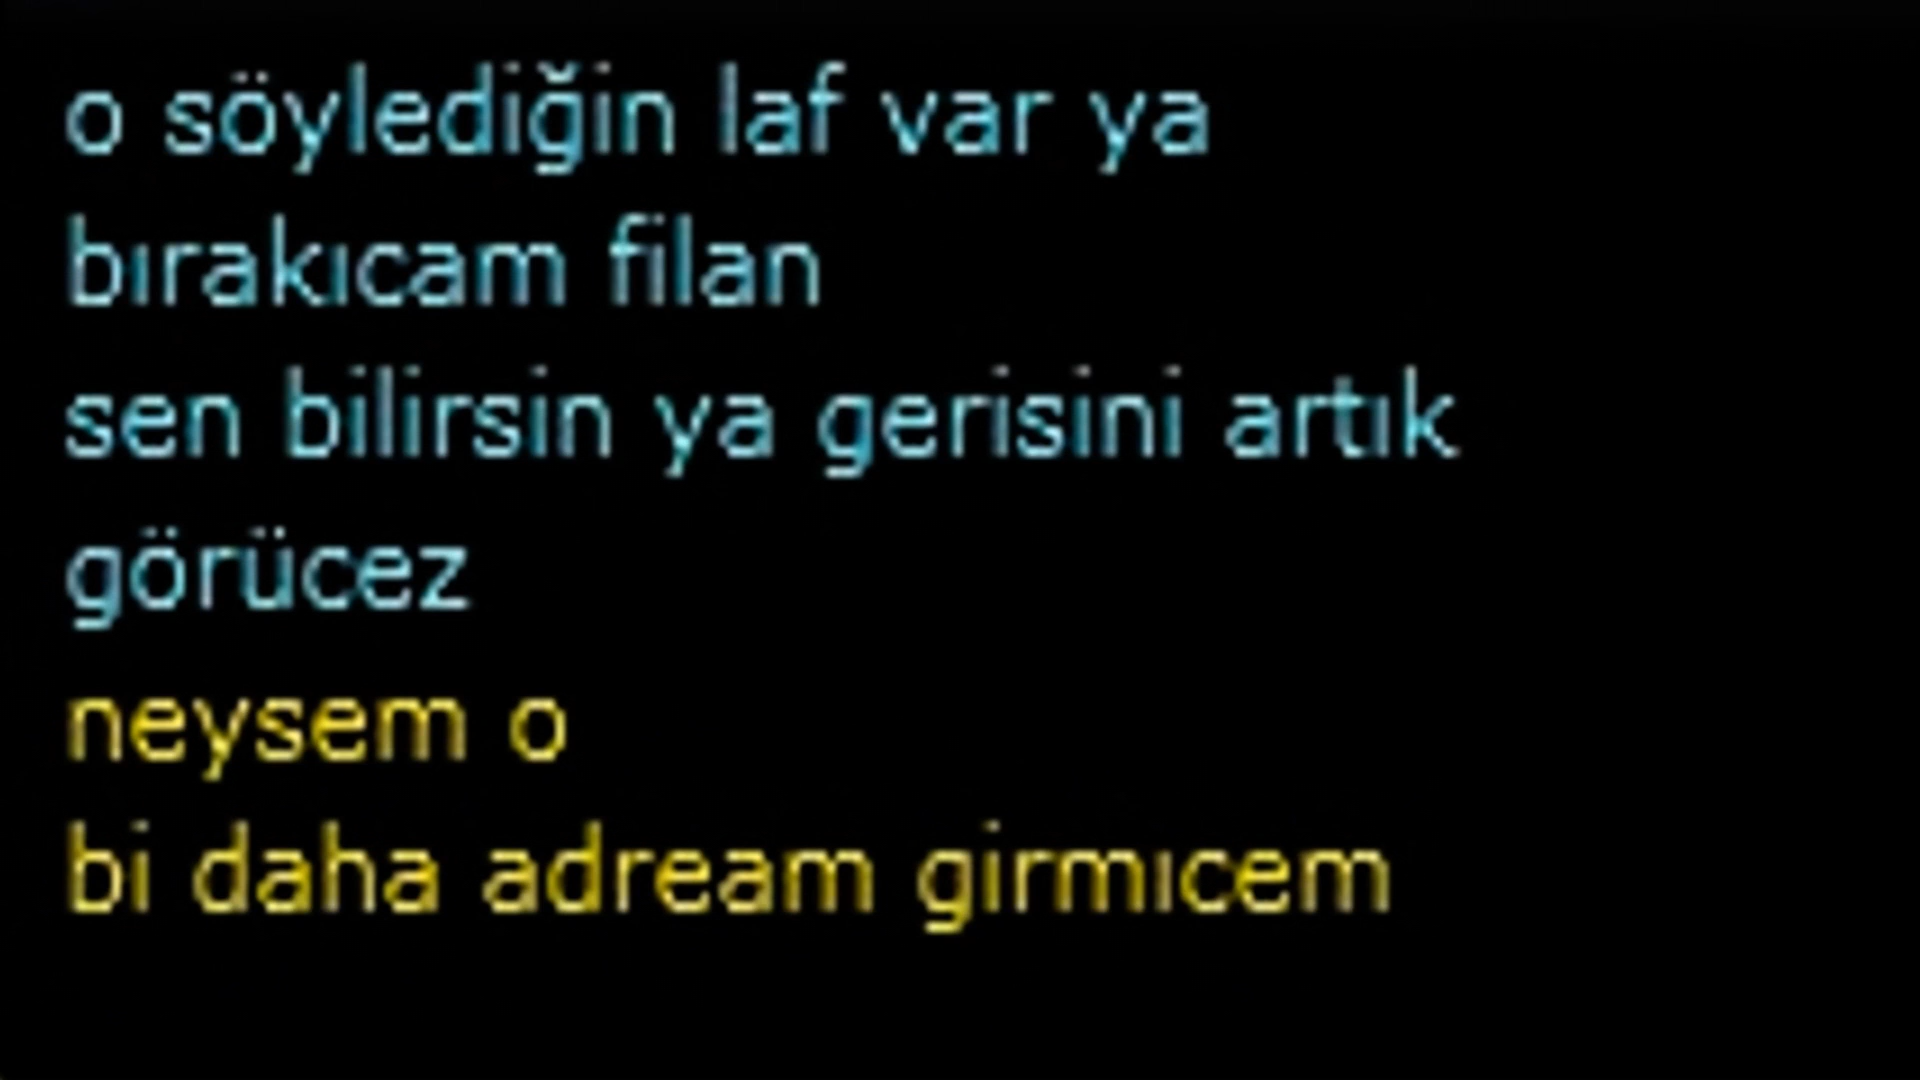 o söylediğin laf var ya
bırakıcam filan
sen bilirsin ya gerisini artık
görücez
neysem o
bi daha adream girmıcem